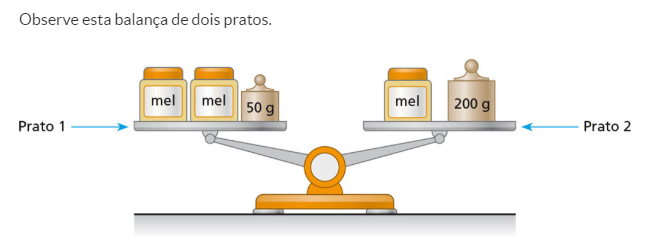 Observe esta balança de dois pratos.
mel
mel
50 g
mel
200 g
Prato 1
Prato 2